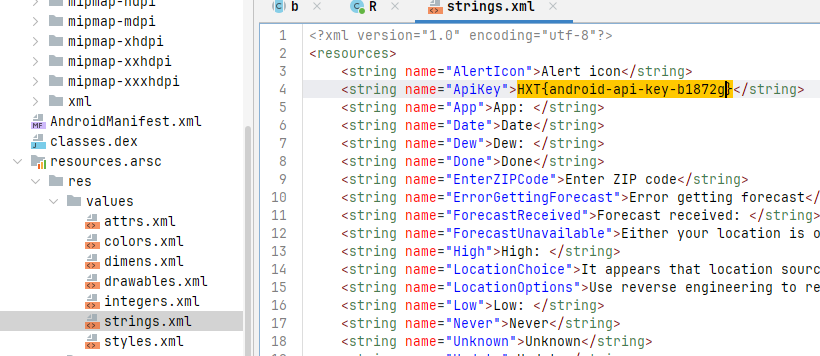 mipmap-hdpi
mipmap-mdpi
mipmap-xhdpi
mipmap-xxhdpi
mipmap-xxxhdpi
xml
AndroidManifest.xml
classes.dex
resources.arsc
res
values
attrs.xml
colors.xml
dimens.xml
drawables.xml
integers.xml
strings.xml
styles.xml
b R strings.xml
1 <?xml version="1.0" encoding="utf-8"?>
2 <resources>
3 <string name="AlertIcon">Alert icon</string>
4 <string name="ApiKey">HXT{android-api-key-b1872g}</string>
5 <string name="App">App: </string>
6 <string name="Date">Date</string>
7 <string name="Dew">Dew: </string>
8 <string name="Done">Done</string>
9 <string name="EnterZIPCode">Enter ZIP code</string>
10 <string name="ErrorGettingForecast">Error getting forecast</
11 <string name="ForecastReceived">Forecast received: </string>
12 <string name="ForecastUnavailable">Either your location is o
13 <string name="High">High: </string>
14 <string name="LocationChoice">It appears that location sourc
15 <string name="LocationOptions">Use reverse engineering to re
16 <string name="Low">Low: </string>
17 <string name="Never">Never</string>
18 <string name="Unknown">Unknown</string>